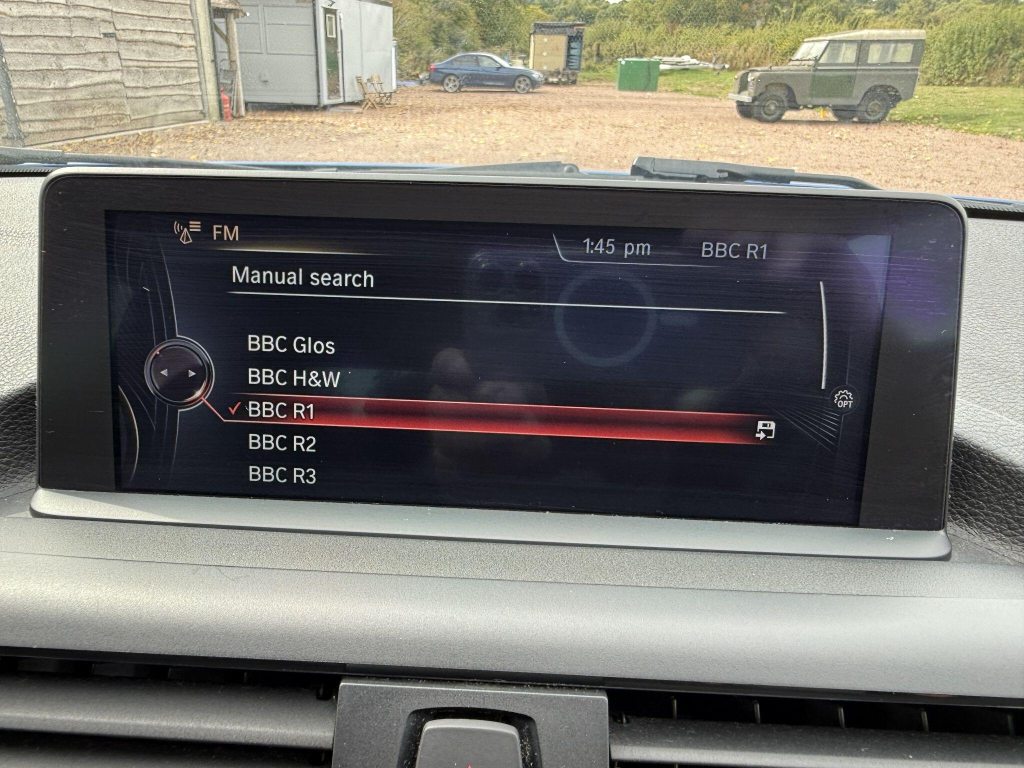 FM
1:45 pm
BBC R1
Manual search
BBC Glos
BBC H&W
BBC R1
BBC R2
BBC R3
OPT